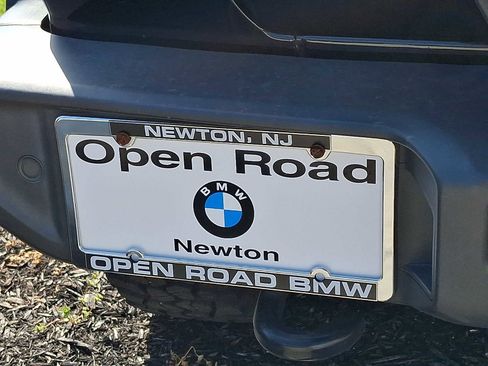 NEWTON, NJ
Open Road
BMW
Newton
OPEN ROAD BMW